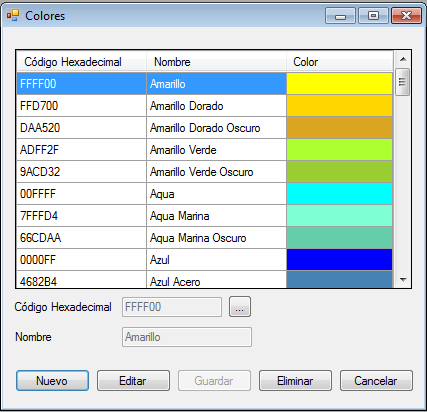 Colores
Código Hexadecimal Nombre Color
FFFF00 Amarillo
FFD700 Amarillo Dorado
DAA520 Amarillo Dorado Oscuro
ADFF2F Amarillo Verde
9ACD32 Amarillo Verde Oscuro
00FFFF Aqua
7FFFD4 Aqua Marina
66CDAA Aqua Marina Oscuro
0000FF Azul
4682B4 Azul Acero
Código Hexadecimal FFFF00 ...
Nombre Amarillo
Nuevo Editar Guardar Eliminar Cancelar